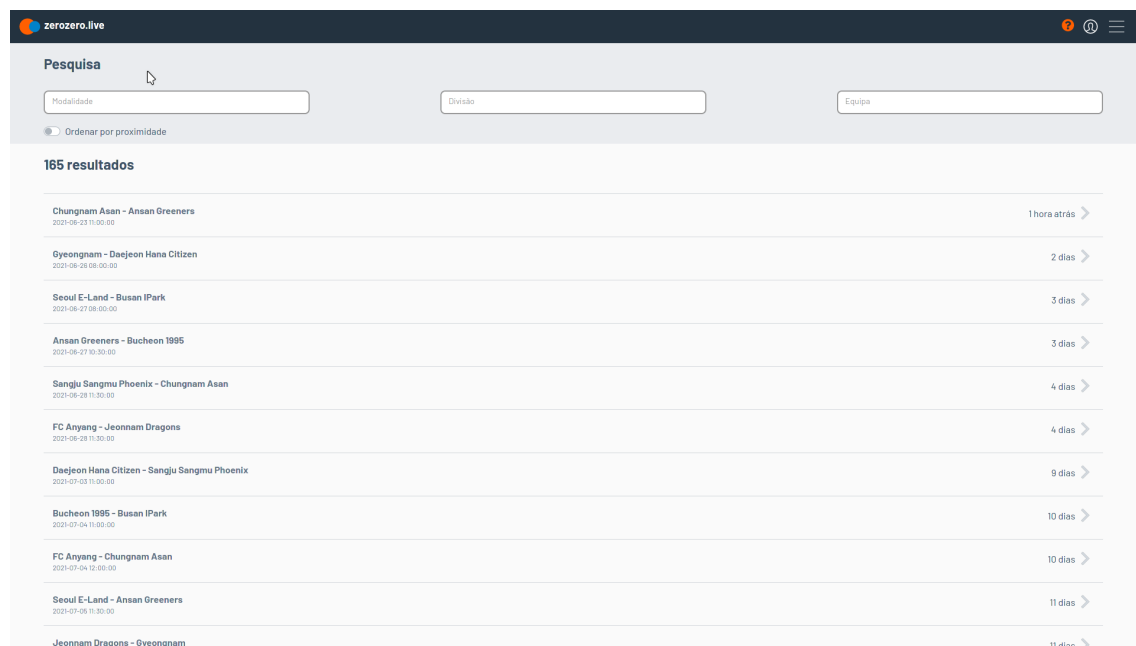 zerozero.live
?
Pesquisa
Modalidade
Divisão
Equipa
Ordenar por proximidade
165 resultados
Chungnam Asan - Ansan Greeners
2021-06-23 11:00:00
1 hora atrás
Gyeongnam - Daejeon Hana Citizen
2021-06-26 08:00:00
2 dias
Seoul E-Land - Busan IPark
2021-06-27 08:00:00
3 dias
Ansan Greeners - Bucheon 1995
2021-06-27 10:30:00
3 dias
Sangju Sangmu Phoenix - Chungnam Asan
2021-06-28 11:30:00
4 dias
FC Anyang - Jeonnam Dragons
2021-06-28 11:30:00
4 dias
Daejeon Hana Citizen - Sangju Sangmu Phoenix
2021-07-03 11:00:00
9 dias
Bucheon 1995 - Busan IPark
2021-07-04 11:00:00
10 dias
FC Anyang - Chungnam Asan
2021-07-04 12:00:00
10 dias
Seoul E-Land - Ansan Greeners
2021-07-05 11:30:00
11 dias
Jeonnam Dragons - Gyeongnam
11 dias